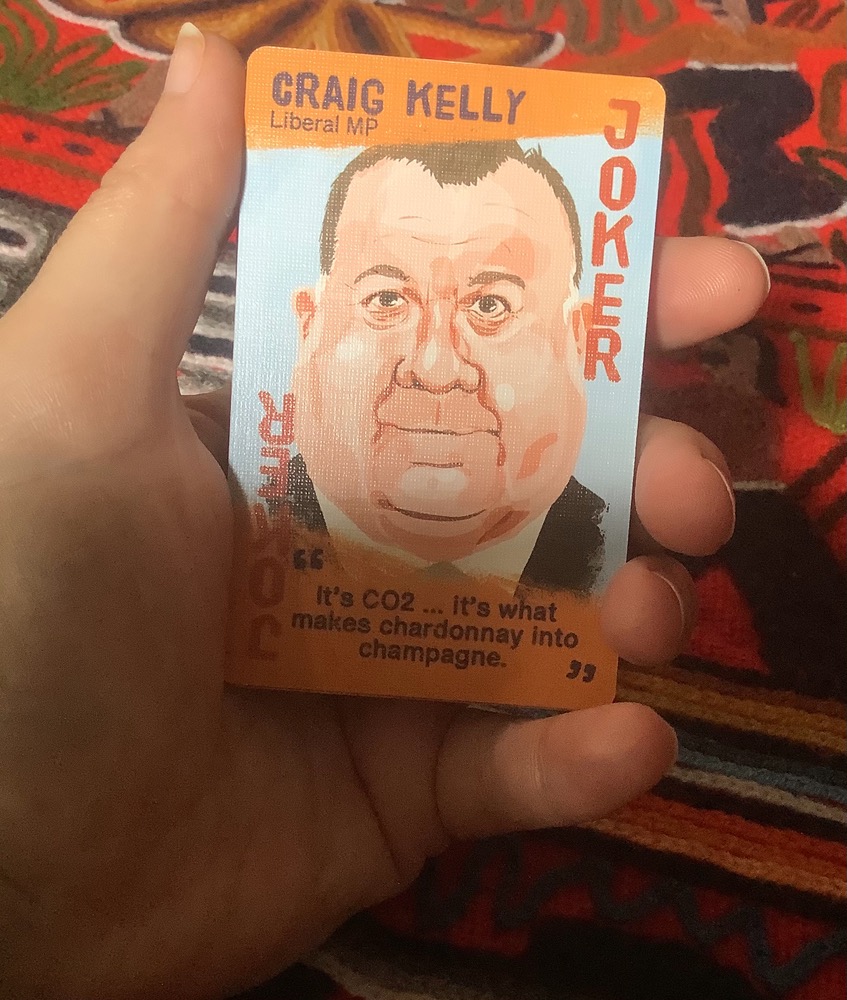 CRAIG KELLY
Liberal MP
JOKER
JOKER
“
It's CO2 ... it's what
makes chardonnay into
champagne.
”